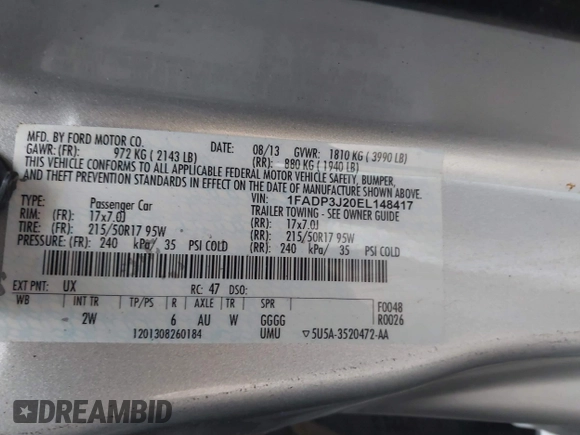 MFD. BY FORD MOTOR CO. DATE: 08/13 GVWR: 1810 KG ( 3990 LB)
GAWR: (FR): 972 KG ( 2143 LB) (RR): 880 KG ( 1940 LB)
THIS VEHICLE CONFORMS TO ALL APPLICABLE FEDERAL MOTOR VEHICLE SAFETY, BUMPER,
AND THEFT PREVENTION STANDARDS IN EFFECT ON THE DATE OF MANUFACTURE SHOWN ABOVE.
VIN: 1FADP3J20EL148417
TYPE: Passenger Car TRAILER TOWING - SEE OWNER GUIDE
RIM: (FR): 17x7.0J (RR): 17x7.0J
TIRE: (FR): 215/50R17 95W (RR): 215/50R17 95W
PRESSURE: (FR): 240 kPa/ 35 PSI COLD (RR): 240 kPa/ 35 PSI COLD
EXT PNT: UX RC: 47 DSO:
WB INT TR TP/PS R AXLE TR SPR F0048
2W 6 AU W GGGG R0026
1201308260184 UMU ▽5U5A-3520472-AA
DREAMBID